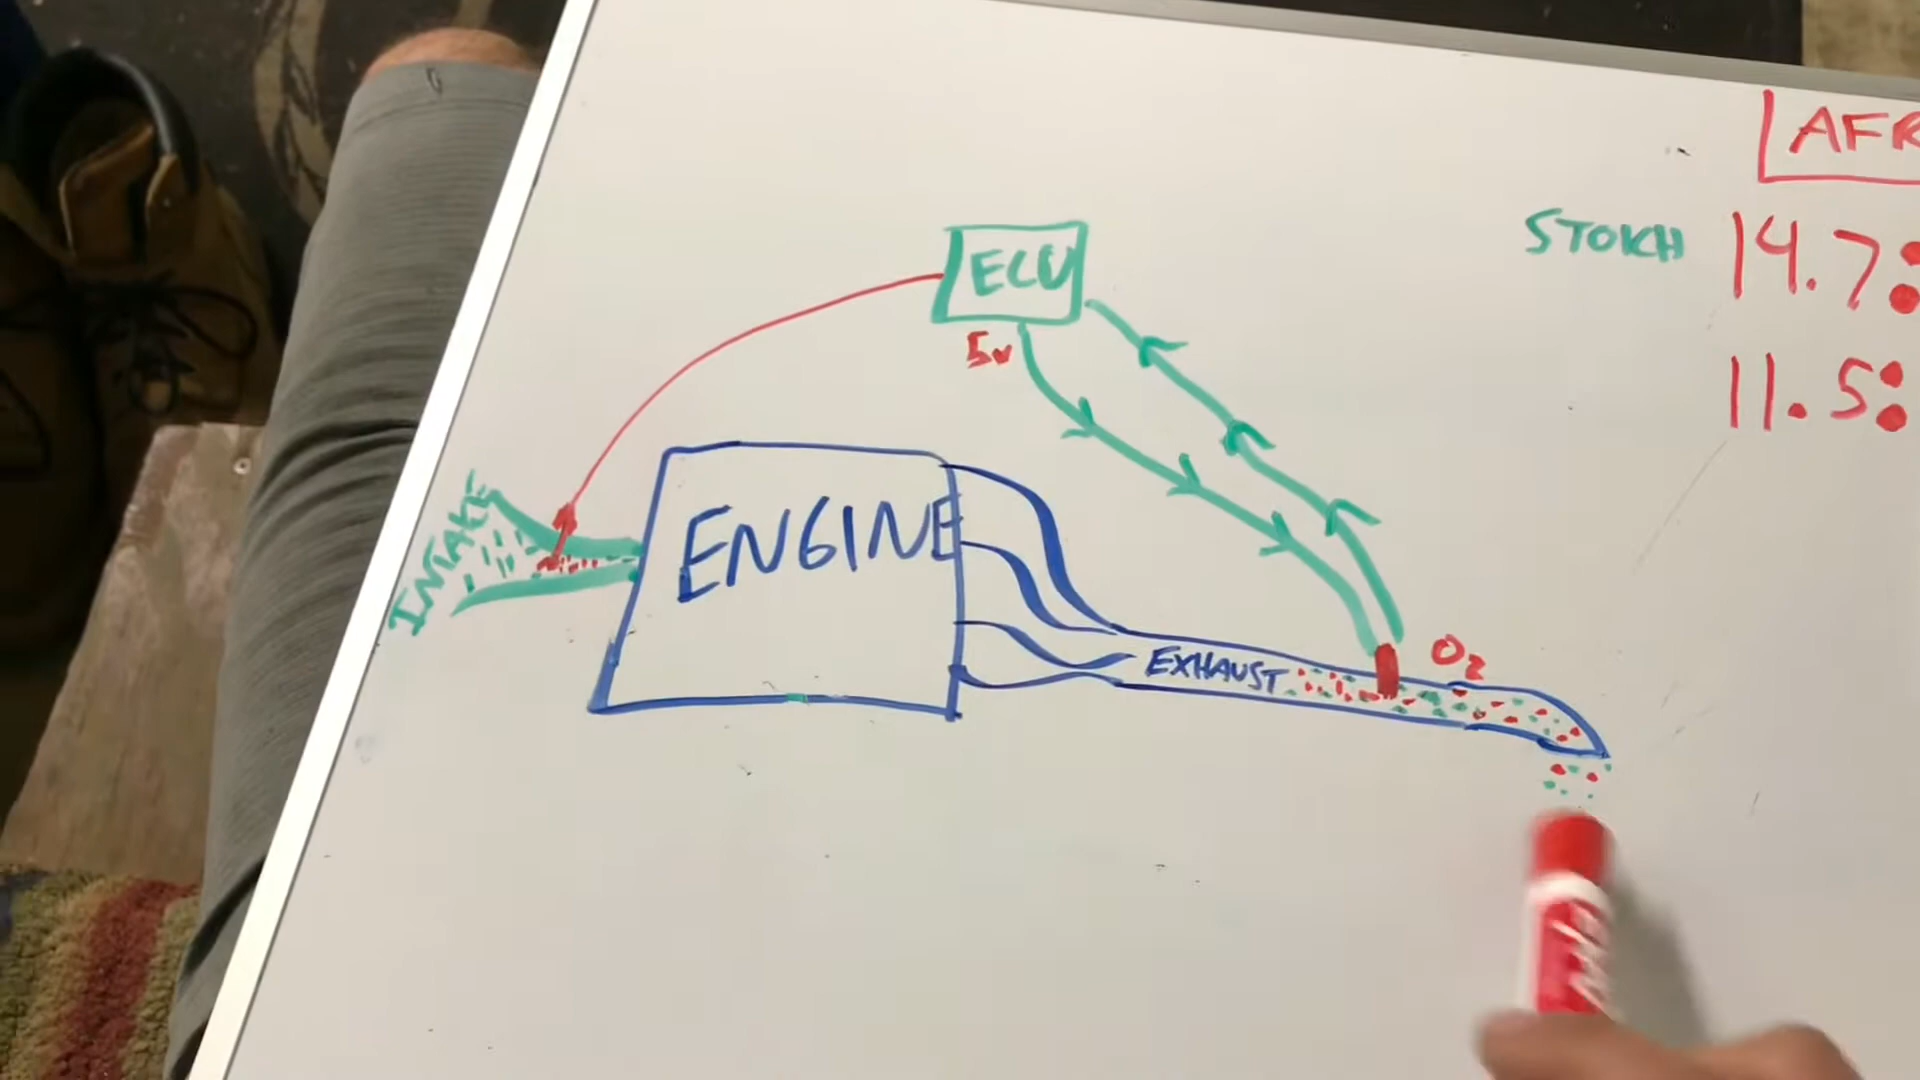 AFR
ECU
STOICH 14.7:
5v
11.5:
INTAKE
ENGINE
EXHAUST
O2